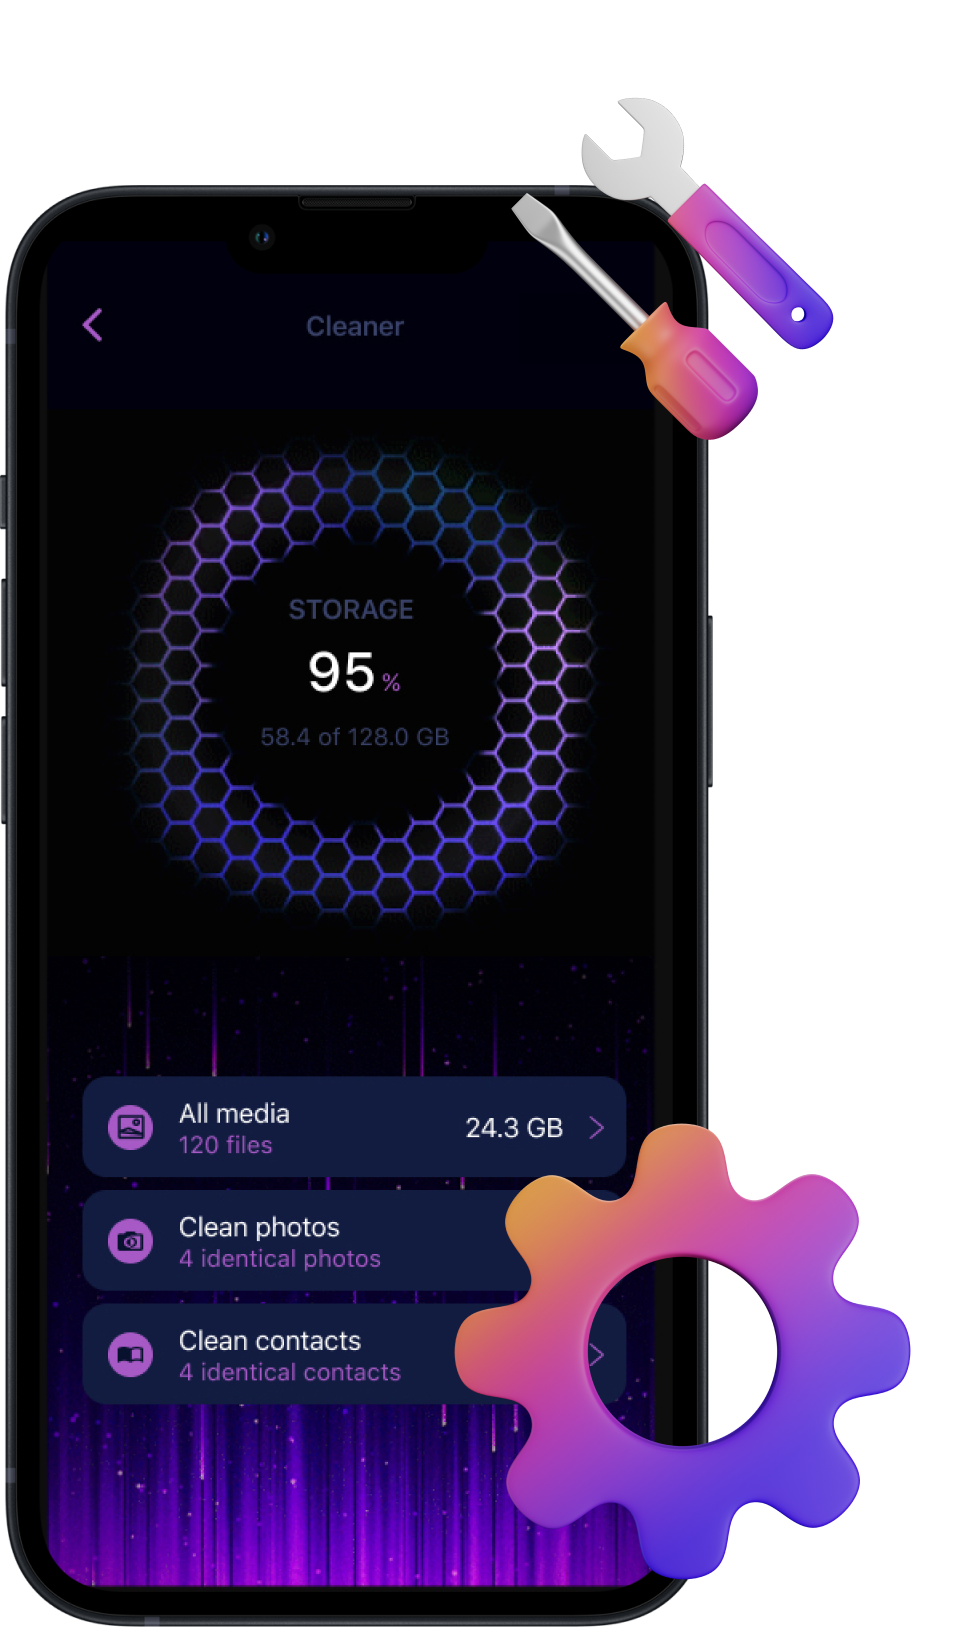 Cleaner
STORAGE
95 %
58.4 of 128.0 GB
All media
120 files
24.3 GB
Clean photos
4 identical photos
Clean contacts
4 identical contacts